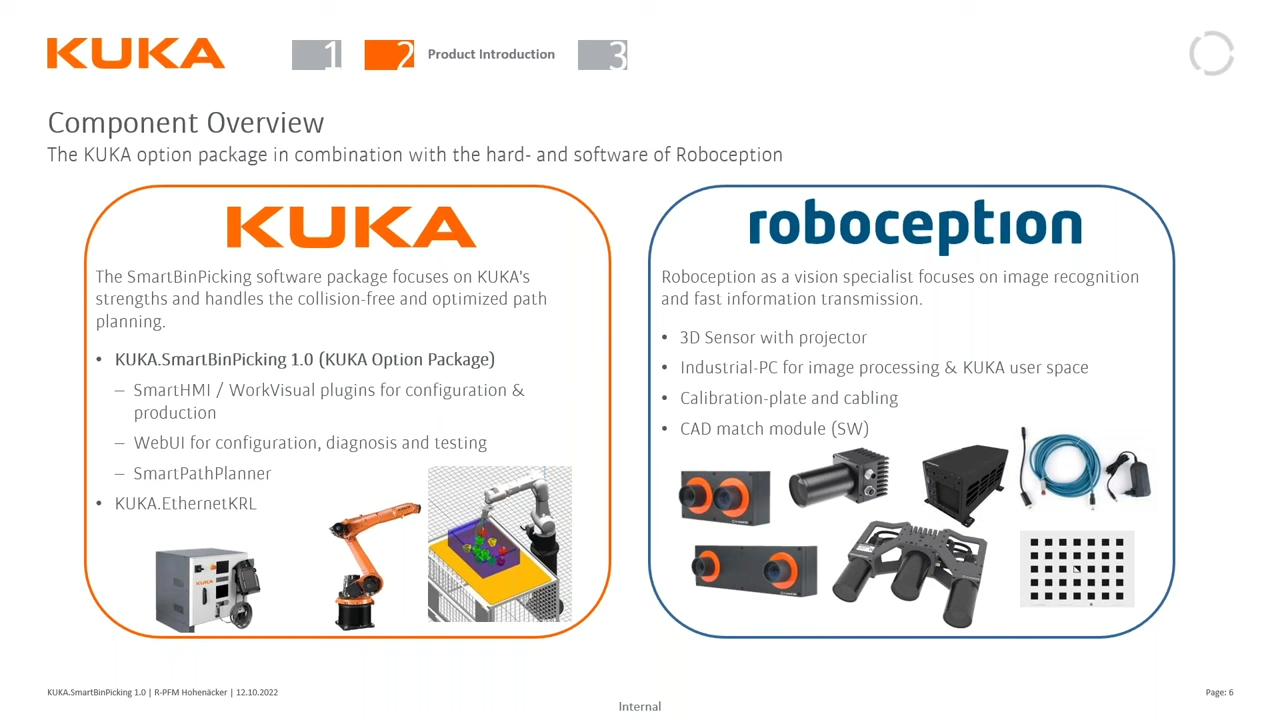 KUKA
1
2
Product Introduction
3
Component Overview
The KUKA option package in combination with the hard- and software of Roboception
KUKA
The SmartBinPicking software package focuses on KUKA's
strengths and handles the collision-free and optimized path
planning.
• KUKA.SmartBinPicking 1.0 (KUKA Option Package)
– SmartHMI / WorkVisual plugins for configuration &
production
– WebUI for configuration, diagnosis and testing
– SmartPathPlanner
• KUKA.EthernetKRL
KUKA
roboception
Roboception as a vision specialist focuses on image recognition
and fast information transmission.
• 3D Sensor with projector
• Industrial-PC for image processing & KUKA user space
• Calibration-plate and cabling
• CAD match module (SW)
KUKA.SmartBinPicking 1.0 | R-PFM Hohenäcker | 12.10.2022
Internal
Page: 6